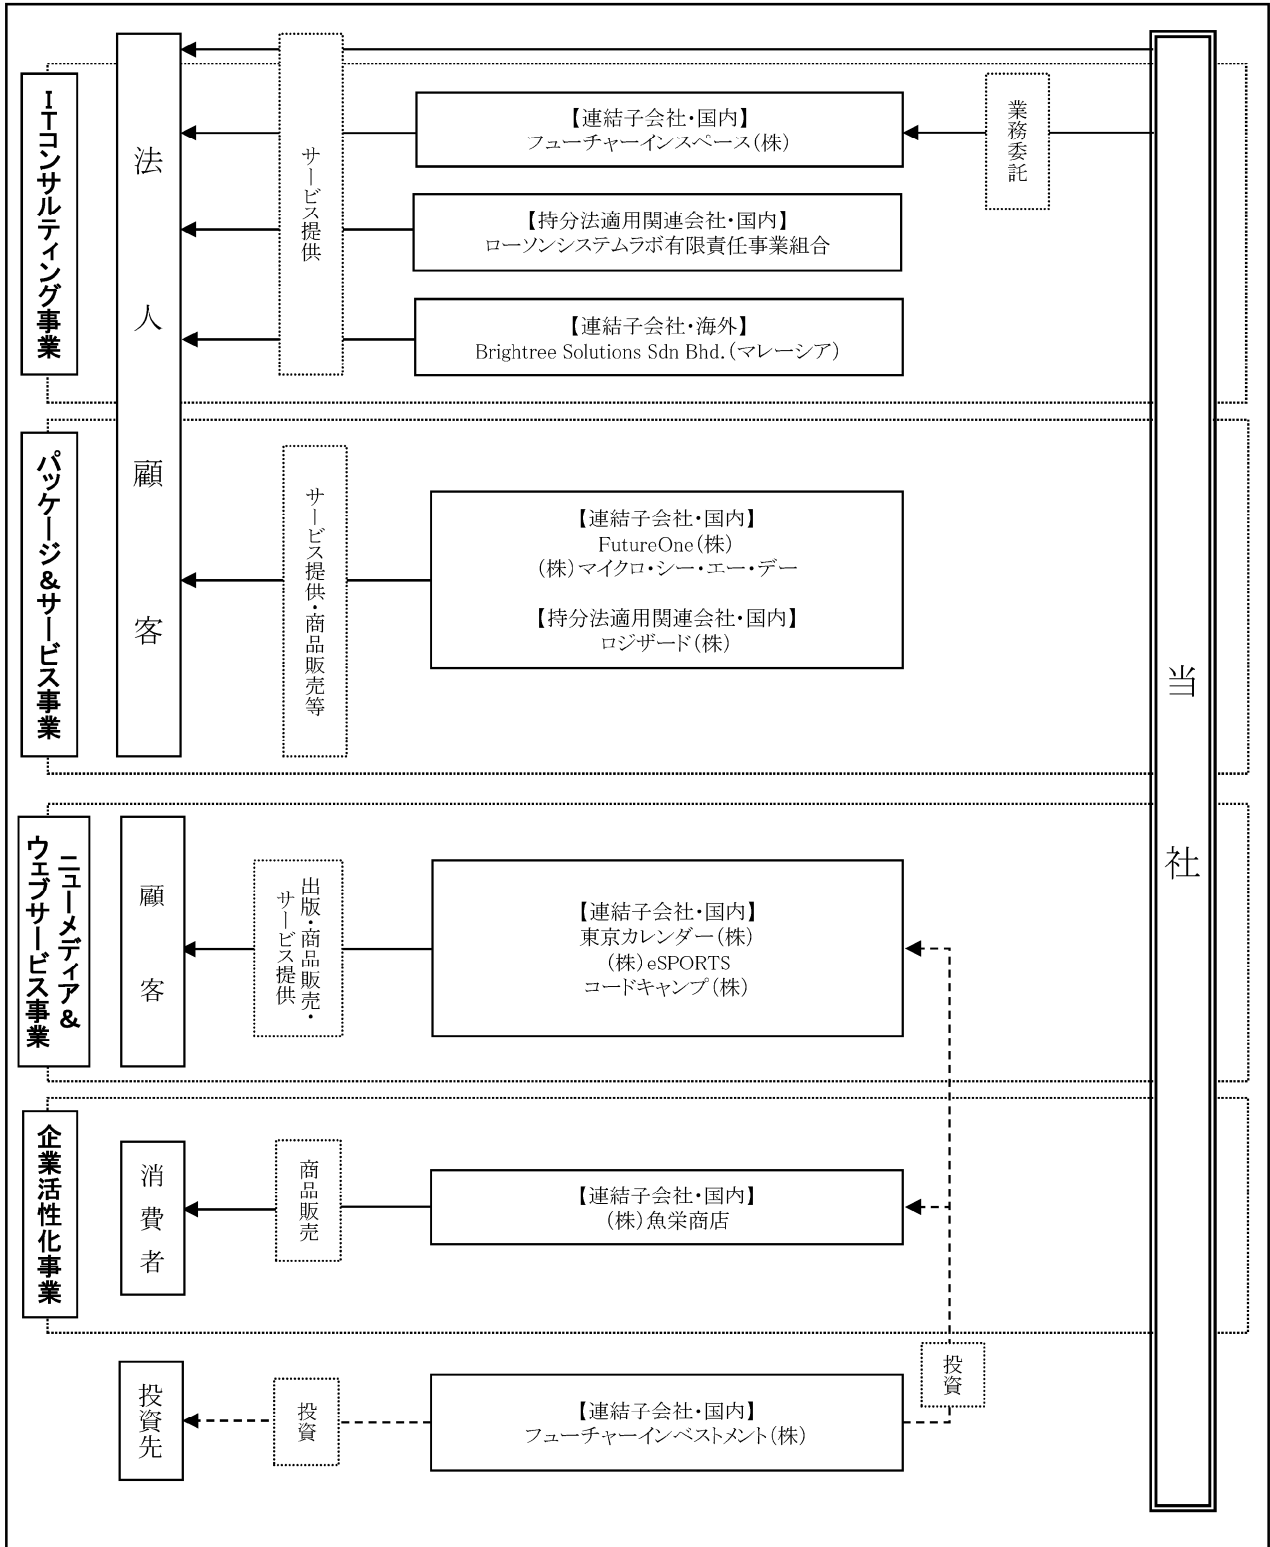 ITコンサルティング事業
法人顧客
サービス提供
【連結子会社・国内】
フューチャーインスペース(株)
業務委託
【持分法適用関連会社・国内】
ローソンシステムラボ有限責任事業組合
【連結子会社・海外】
Brightree Solutions Sdn Bhd.(マレーシア)
パッケージ&サービス事業
サービス提供・商品販売等
【連結子会社・国内】
FutureOne(株)
(株)マイクロ・シー・エー・デー
【持分法適用関連会社・国内】
ロジザード(株)
当社
ニューメディア&
ウェブサービス事業
顧客
出版・商品販売・
サービス提供
【連結子会社・国内】
東京カレンダー(株)
(株)eSPORTS
コードキャンプ(株)
企業活性化事業
消費者
商品販売
【連結子会社・国内】
(株)魚栄商店
投資先
投資
【連結子会社・国内】
フューチャーインベストメント(株)
投資